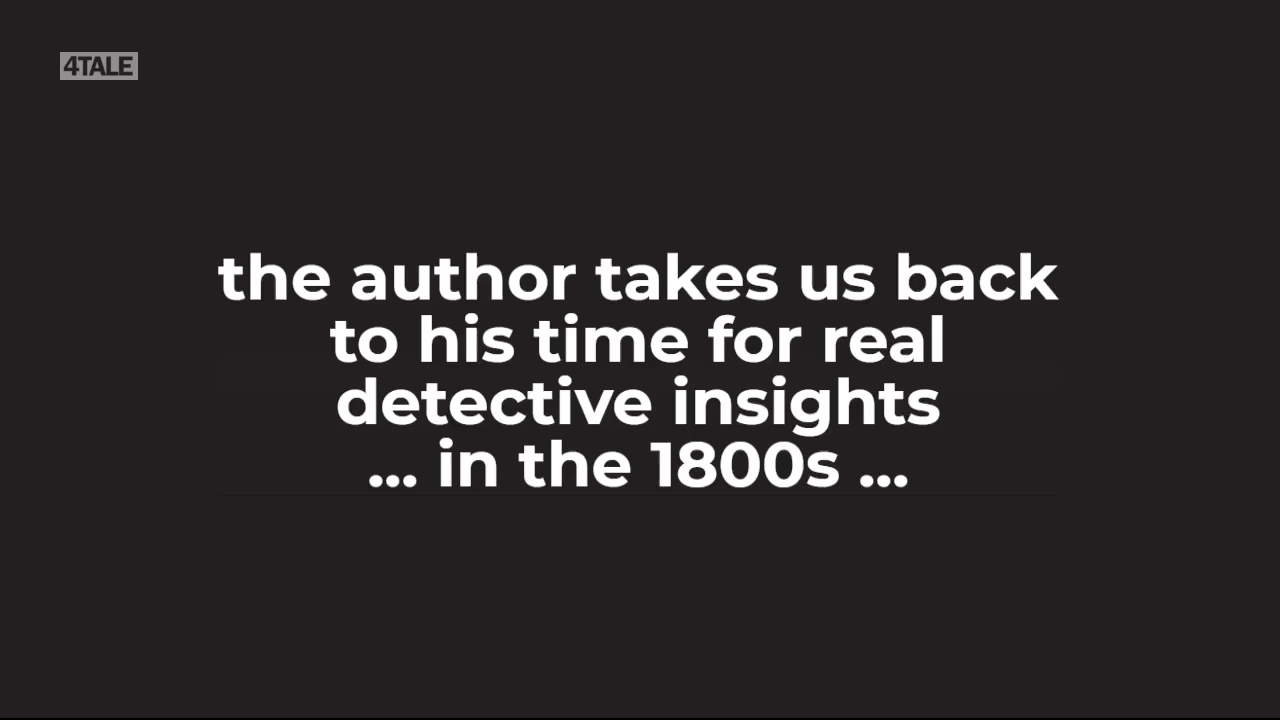 4TALE
the author takes us back
to his time for real
detective insights
... in the 1800s ...